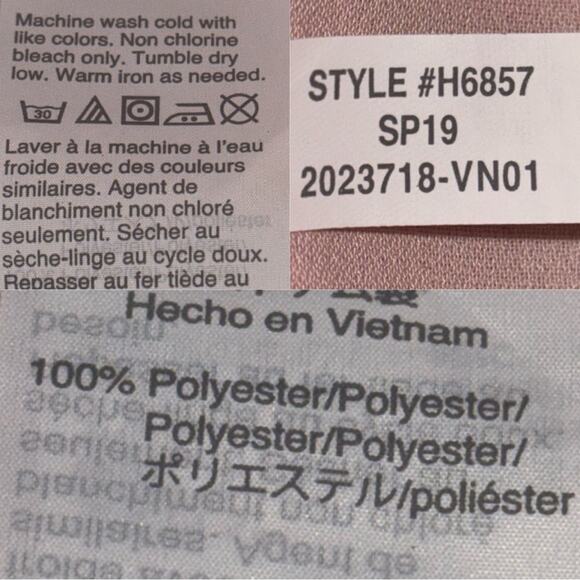 Machine wash cold with
like colors. Non chlorine
bleach only. Tumble dry
low. Warm iron as needed.
30
Laver à la machine à l'eau
froide avec des couleurs
similaires. Agent de
blanchiment non chloré
seulement. Sécher au
sèche-linge au cycle doux.
Repasser au fer tiède au
STYLE #H6857
SP19
2023718-VN01
Hecho en Vietnam
100% Polyester/Polyester/
Polyester/Polyester/
ポリエステル/poliéster